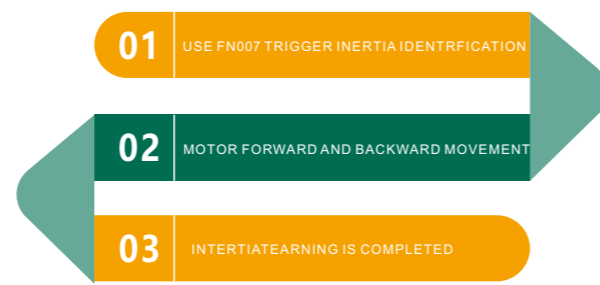 01 USE FN007 TRIGGER INERTIA IDENTRFICATION
02 MOTOR FORWARD AND BACKWARD MOVEMENT
03 INTERTIATEARNING IS COMPLETED